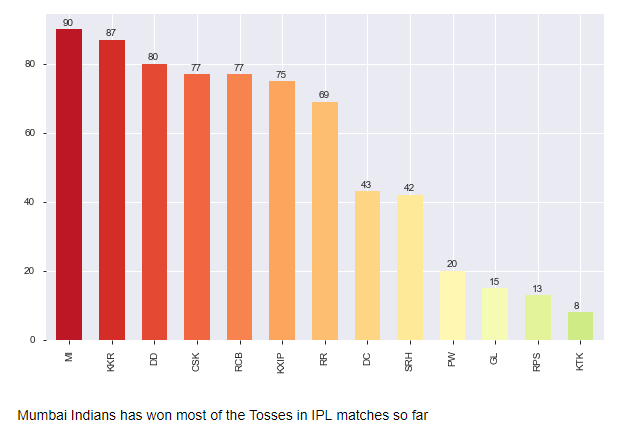 90
87
80
77
77
75
69
43
42
20
15
13
8
80
60
40
20
0
MI
KKR
DD
CSK
RCB
KXIP
RR
DC
SRH
PW
GL
RPS
KTK
Mumbai Indians has won most of the Tosses in IPL matches so far